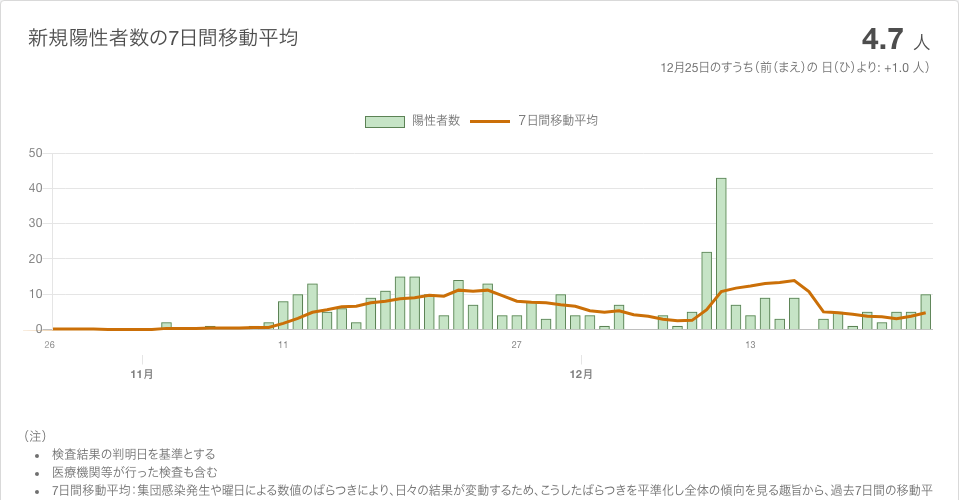 新規陽性者数の7日間移動平均
4.7 人
12月25日のすうち（前（まえ）の 日（ひ）より: +1.0 人）
陽性者数 7日間移動平均
50
40
30
20
10
0
26 11 27 13
11月 12月
（注）
• 検査結果の判明日を基準とする
• 医療機関等が行った検査も含む
• 7日間移動平均：集団感染発生や曜日による数値のばらつきにより、日々の結果が変動するため、こうしたばらつきを平準化し全体の傾向を見る趣旨から、過去7日間の移動平